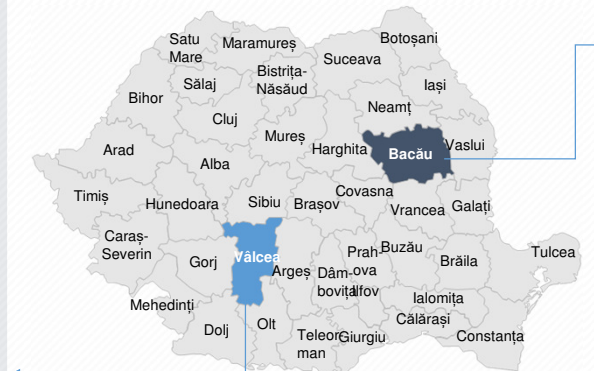 Botoșani
Satu
Mare
Maramureș
Suceava
Bistrița-
Năsăud
Sălaj
Iași
Bihor
Neamț
Cluj
Mureș
Harghita
Bacău
Vaslui
Arad
Alba
Timiș
Hunedoara
Sibiu
Brașov
Covasna
Vrancea
Galați
Caraș-
Severin
Gorj
Vâlcea
Argeș
Dâm-
bovița
Prah-
ova
Ilfov
Buzău
Brăila
Tulcea
Mehedinți
Ialomița
Dolj
Olt
Teleor
man
Giurgiu
Călărași
Constanța